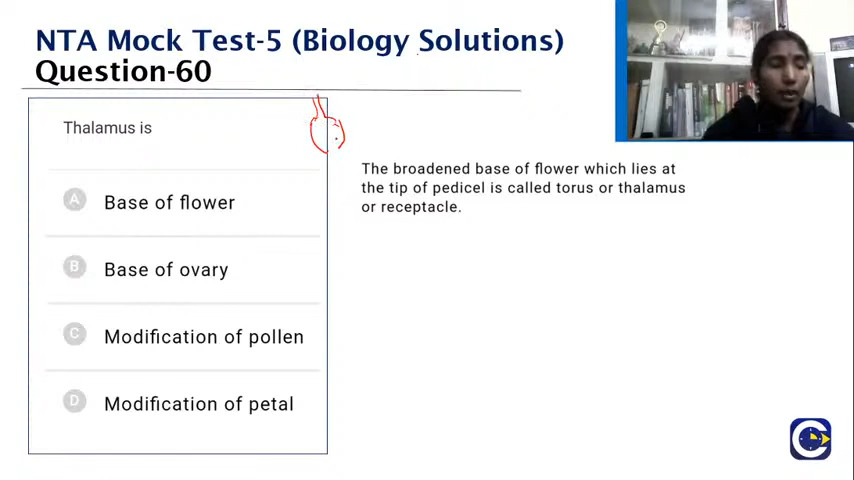 NTA Mock Test-5 (Biology Solutions)
Question-60
Thalamus is
A Base of flower
B Base of ovary
C Modification of pollen
D Modification of petal
The broadened base of flower which lies at
the tip of pedicel is called torus or thalamus
or receptacle.